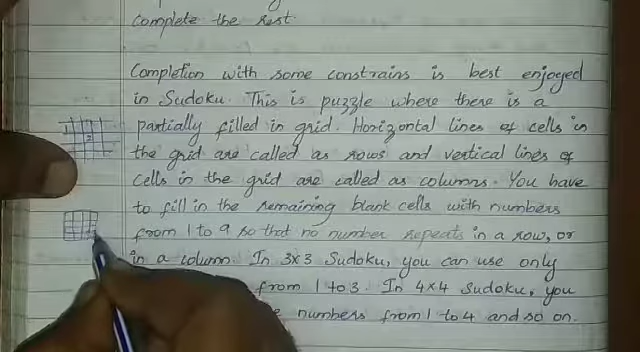 complete the rest.
Completion with some constrains is best enjoyed
in Sudoku. This is puzzle where there is a
partially filled in grid. Horizontal lines of cells in
the grid are called as rows and vertical lines of
cells in the grid are called as columns. You have
to fill in the remaining blank cells with numbers
from 1 to 9 so that no number repeats in a row, or
in a column. In 3x3 Sudoku, you can use only
from 1 to 3. In 4x4 Sudoku, you
numbers from 1 to 4 and so on.